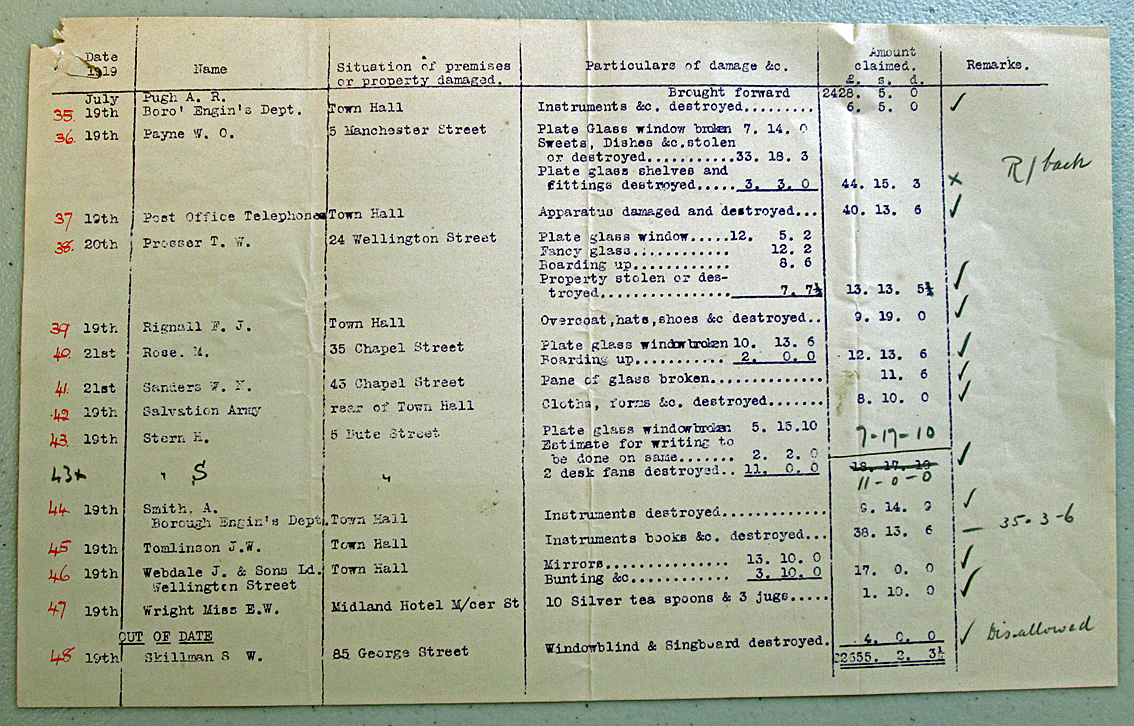 Date
1919 Name Situation of premises or property damaged. Particulars of damage &c. Amount claimed. £. s. d. Remarks.
July Pugh A. R. Brought forward 2428. 5. 0
35. 19th Boro' Engin's Dept. Town Hall Instruments &c. destroyed......... 6. 5. 0 ✓
36. 19th Payne W. O. 5 Manchester Street Plate Glass window broken 7. 14. 0
Sweets, Dishes &c.stolen
or destroyed...........33. 18. 3
Plate glass shelves and R/back
fittings destroyed..... 3. 3. 0 44. 15. 3 x
37 19th Post Office Telephones Town Hall Apparatus damaged and destroyed... 40. 13. 6 ✓
38. 20th Prosser T. W. 24 Wellington Street Plate glass window.....12. 5. 2
Fancy glass............ 12. 2
Boarding up............ 8. 6
Property stolen or des-
troyed................ 7. 7½ 13. 13. 5½ ✓
39 19th Rignall F. J. Town Hall Overcoat,hats,shoes &c destroyed.. 9. 19. 0 ✓
40. 21st Rose. M. 35 Chapel Street Plate glass window broken 10. 13. 6
Boarding up........... 2. 0. 0 12. 13. 6 ✓
41. 21st Sanders W. 43 Chapel Street Pane of glass broken.............. 11. 6 ✓
42 19th Salvation Army rear of Town Hall Cloths, forms &c. destroyed....... 8. 10. 0 ✓
43. 19th Stern H. 5 Bute Street Plate glass window broken 5. 15.10 7-17-10
Estimate for writing to
be done on same....... 2. 2. 0 18. 17. 10 ✓
43x " S " 2 desk fans destroyed.. 11. 0. 0 11-0-0
44 19th Smith, A.
Borough Engin's Dept. Town Hall Instruments destroyed............. 14. 9 ✓
45 19th Tomlinson J.W. Town Hall Instruments books &c. destroyed... 38. 13. 6 — 35-3-6
46 19th Webdale J. & Sons Ld. Town Hall Mirrors............... 13. 10. 0
Wellington Street Bunting &c............ 3. 10. 0 17. 0. 0 ✓
47 19th Wright Miss E.W. Midland Hotel M/cer St 10 Silver tea spoons & 3 jugs..... 1. 10. 0 ✓
OUT OF DATE
48 19th Skillman S W. 85 George Street Windowblind & Singboard destroyed. 4. 0. 0 ✓ Disallowed
£2655. 2. 3½